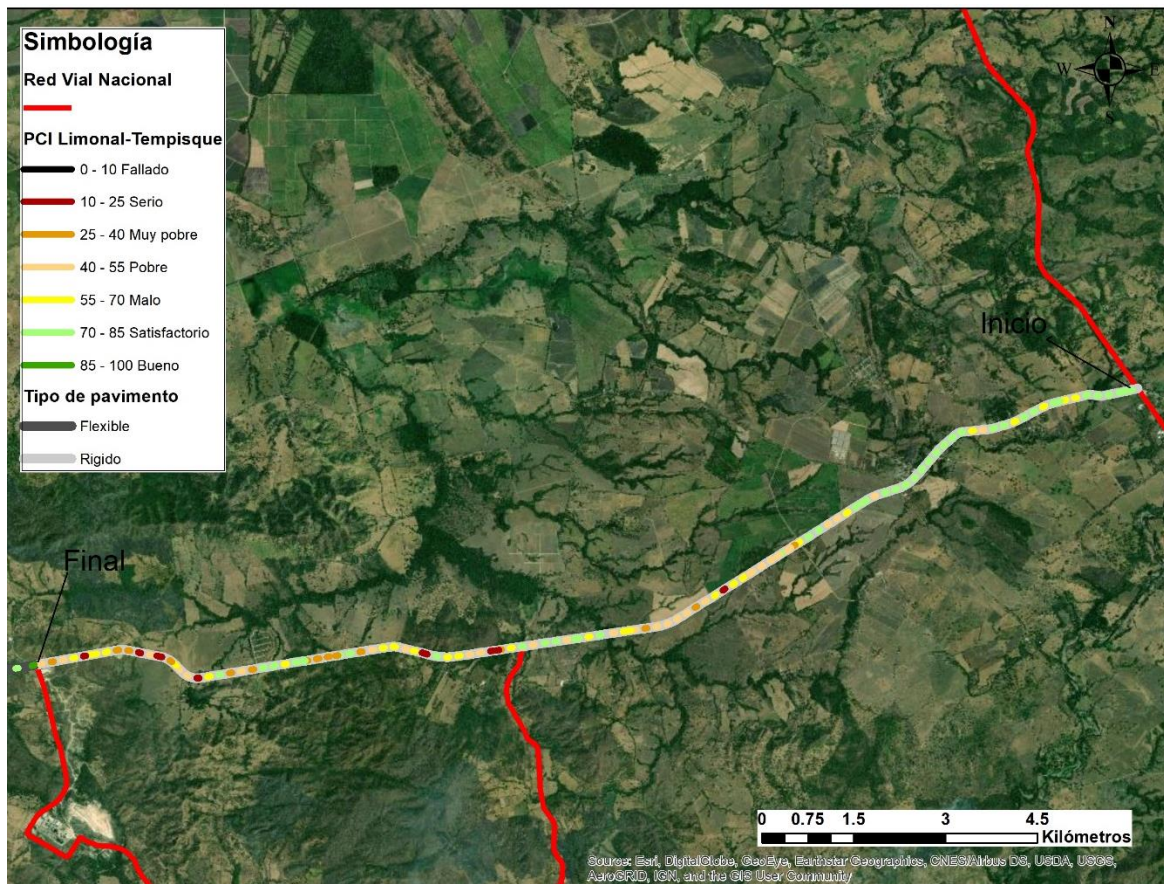 Simbología
Red Vial Nacional
PCI Limonal-Tempisque
0 - 10 Fallado
10 - 25 Serio
25 - 40 Muy pobre
40 - 55 Pobre
55 - 70 Malo
70 - 85 Satisfactorio
85 - 100 Bueno
Tipo de pavimento
Flexible
Rigido
N
W
E
S
Inicio
Final
0 0.75 1.5 3 4.5
Kilómetros
Source: Esri, DigitalGlobe, GeoEye, Earthstar Geographics, CNES/Airbus DS, USDA, USGS,
AeroGRID, IGN, and the GIS User Community